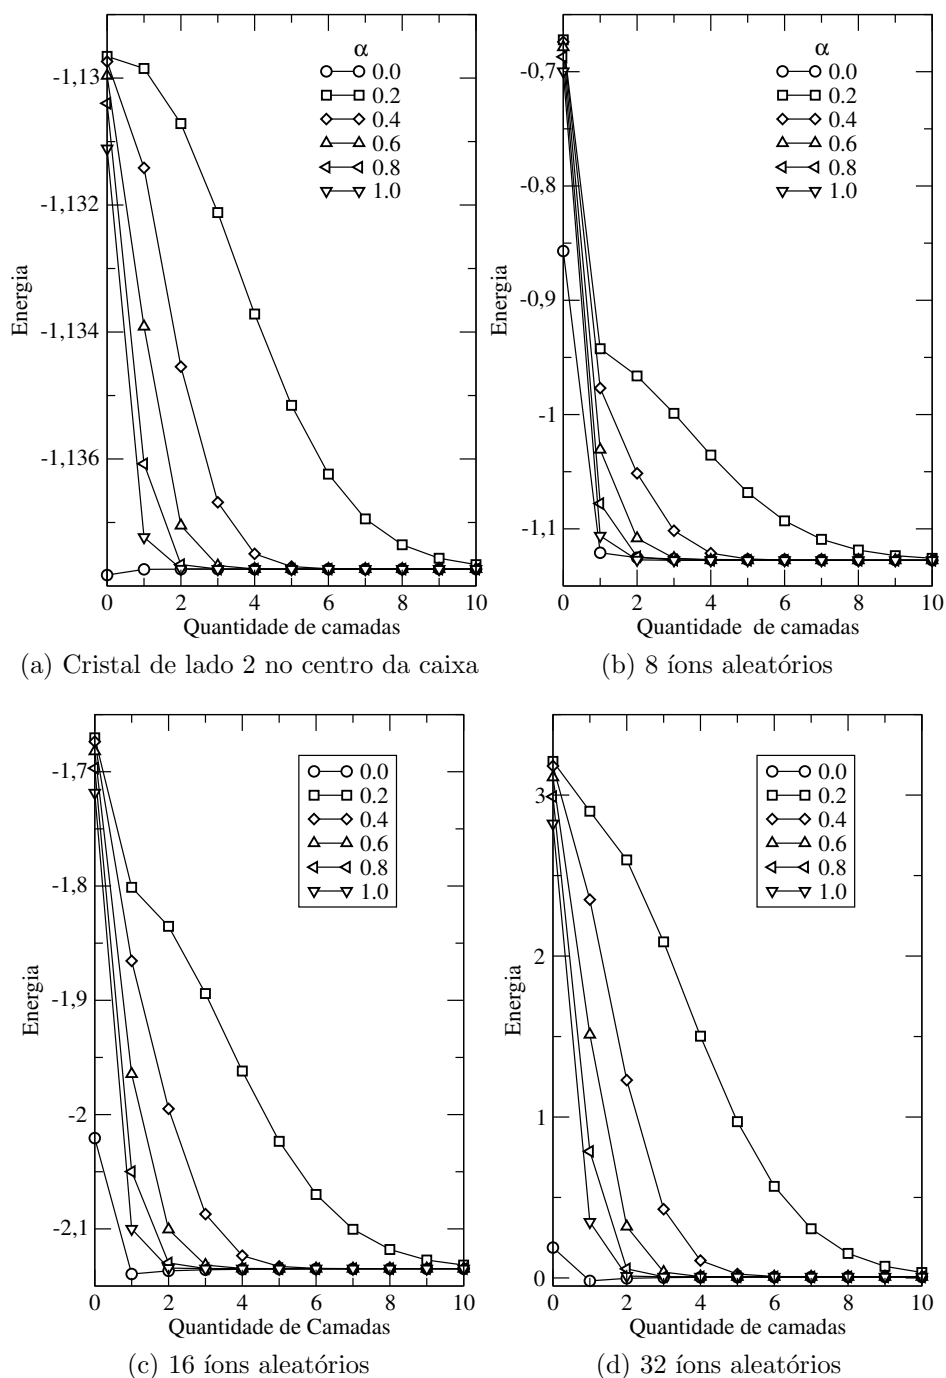 α
0.0
0.2
0.4
0.6
0.8
1.0
-1,13
-1,132
-1,134
-1,136
Energia
0 2 4 6 8 10
Quantidade de camadas
(a) Cristal de lado 2 no centro da caixa
α
0.0
0.2
0.4
0.6
0.8
1.0
-0,7
-0,8
-0,9
-1
-1,1
Energia
0 2 4 6 8 10
Quantidade de camadas
(b) 8 íons aleatórios
0.0
0.2
0.4
0.6
0.8
1.0
-1,7
-1,8
-1,9
-2
-2,1
Energia
0 2 4 6 8 10
Quantidade de Camadas
(c) 16 íons aleatórios
0.0
0.2
0.4
0.6
0.8
1.0
3
2
1
0
Energia
0 2 4 6 8 10
Quantidade de camadas
(d) 32 íons aleatórios